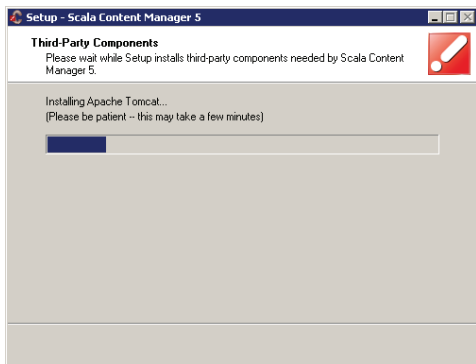 Setup - Scala Content Manager 5
Third-Party Components
Please wait while Setup installs third-party components needed by Scala Content
Manager 5.
Installing Apache Tomcat...
(Please be patient -- this may take a few minutes)